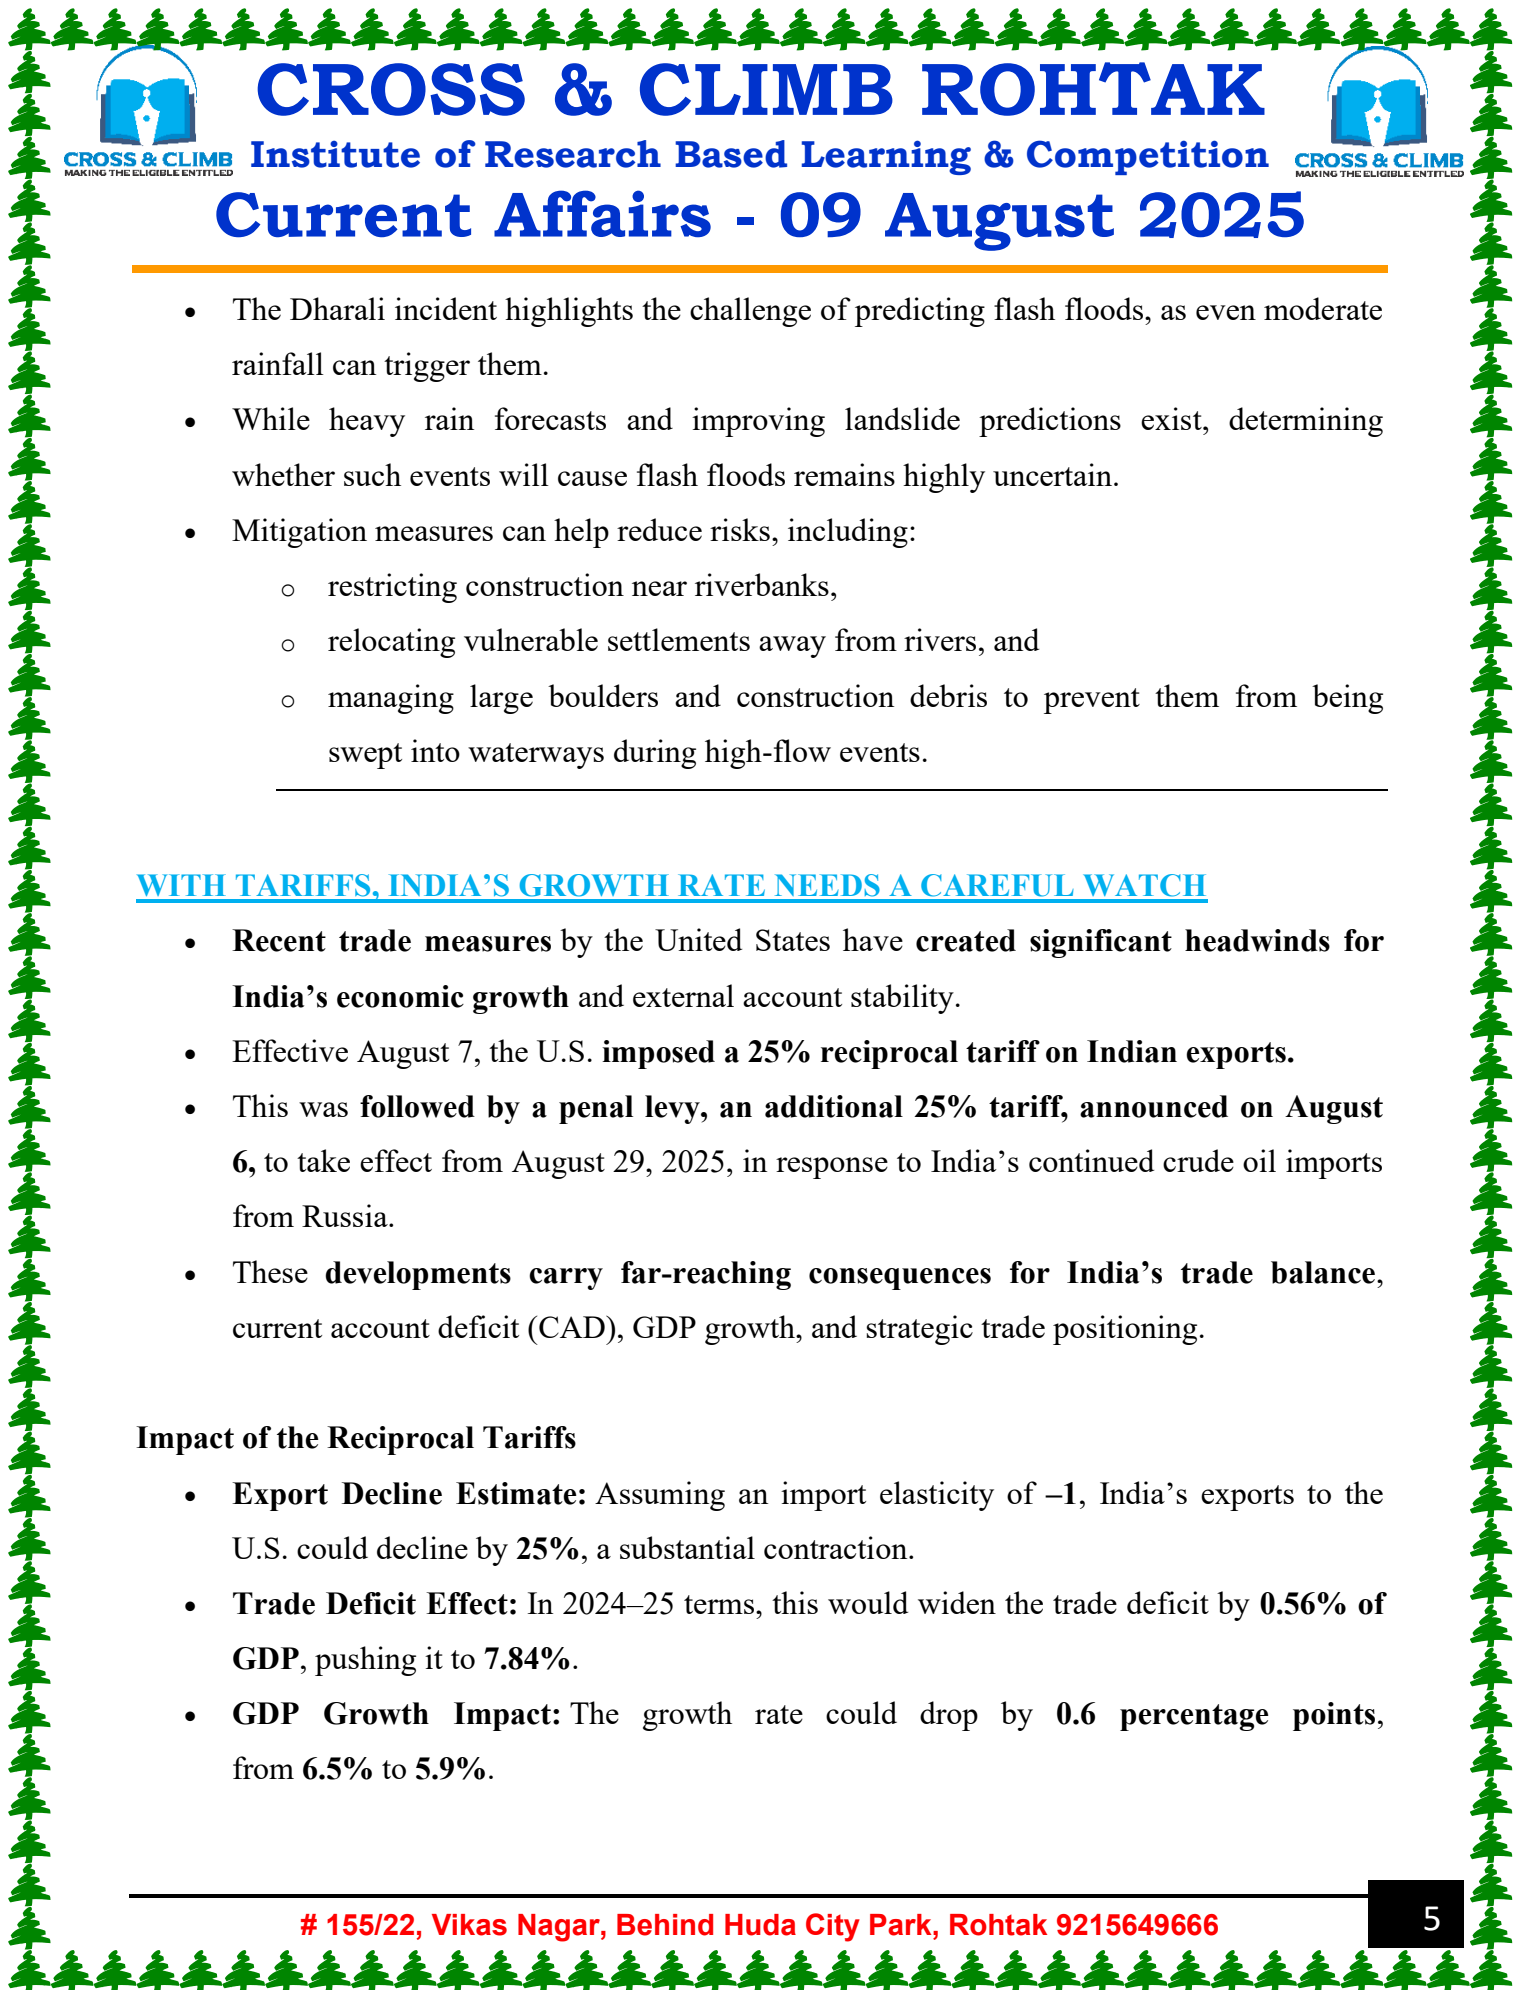 CROSS & CLIMB ROHTAK
CROSS & CLIMB
MAKING THE ELIGIBLE ENTITLED
Institute of Research Based Learning & Competition
CROSS & CLIMB
MAKING THE ELIGIBLE ENTITLED
Current Affairs - 09 August 2025
• The Dharali incident highlights the challenge of predicting flash floods, as even moderate
rainfall can trigger them.
• While heavy rain forecasts and improving landslide predictions exist, determining
whether such events will cause flash floods remains highly uncertain.
• Mitigation measures can help reduce risks, including:
o restricting construction near riverbanks,
o relocating vulnerable settlements away from rivers, and
o managing large boulders and construction debris to prevent them from being
swept into waterways during high-flow events.
WITH TARIFFS, INDIA’S GROWTH RATE NEEDS A CAREFUL WATCH
• Recent trade measures by the United States have created significant headwinds for
India’s economic growth and external account stability.
• Effective August 7, the U.S. imposed a 25% reciprocal tariff on Indian exports.
• This was followed by a penal levy, an additional 25% tariff, announced on August
6, to take effect from August 29, 2025, in response to India’s continued crude oil imports
from Russia.
• These developments carry far-reaching consequences for India’s trade balance,
current account deficit (CAD), GDP growth, and strategic trade positioning.
Impact of the Reciprocal Tariffs
• Export Decline Estimate: Assuming an import elasticity of –1, India’s exports to the
U.S. could decline by 25%, a substantial contraction.
• Trade Deficit Effect: In 2024–25 terms, this would widen the trade deficit by 0.56% of
GDP, pushing it to 7.84%.
• GDP Growth Impact: The growth rate could drop by 0.6 percentage points,
from 6.5% to 5.9%.
# 155/22, Vikas Nagar, Behind Huda City Park, Rohtak 9215649666
5